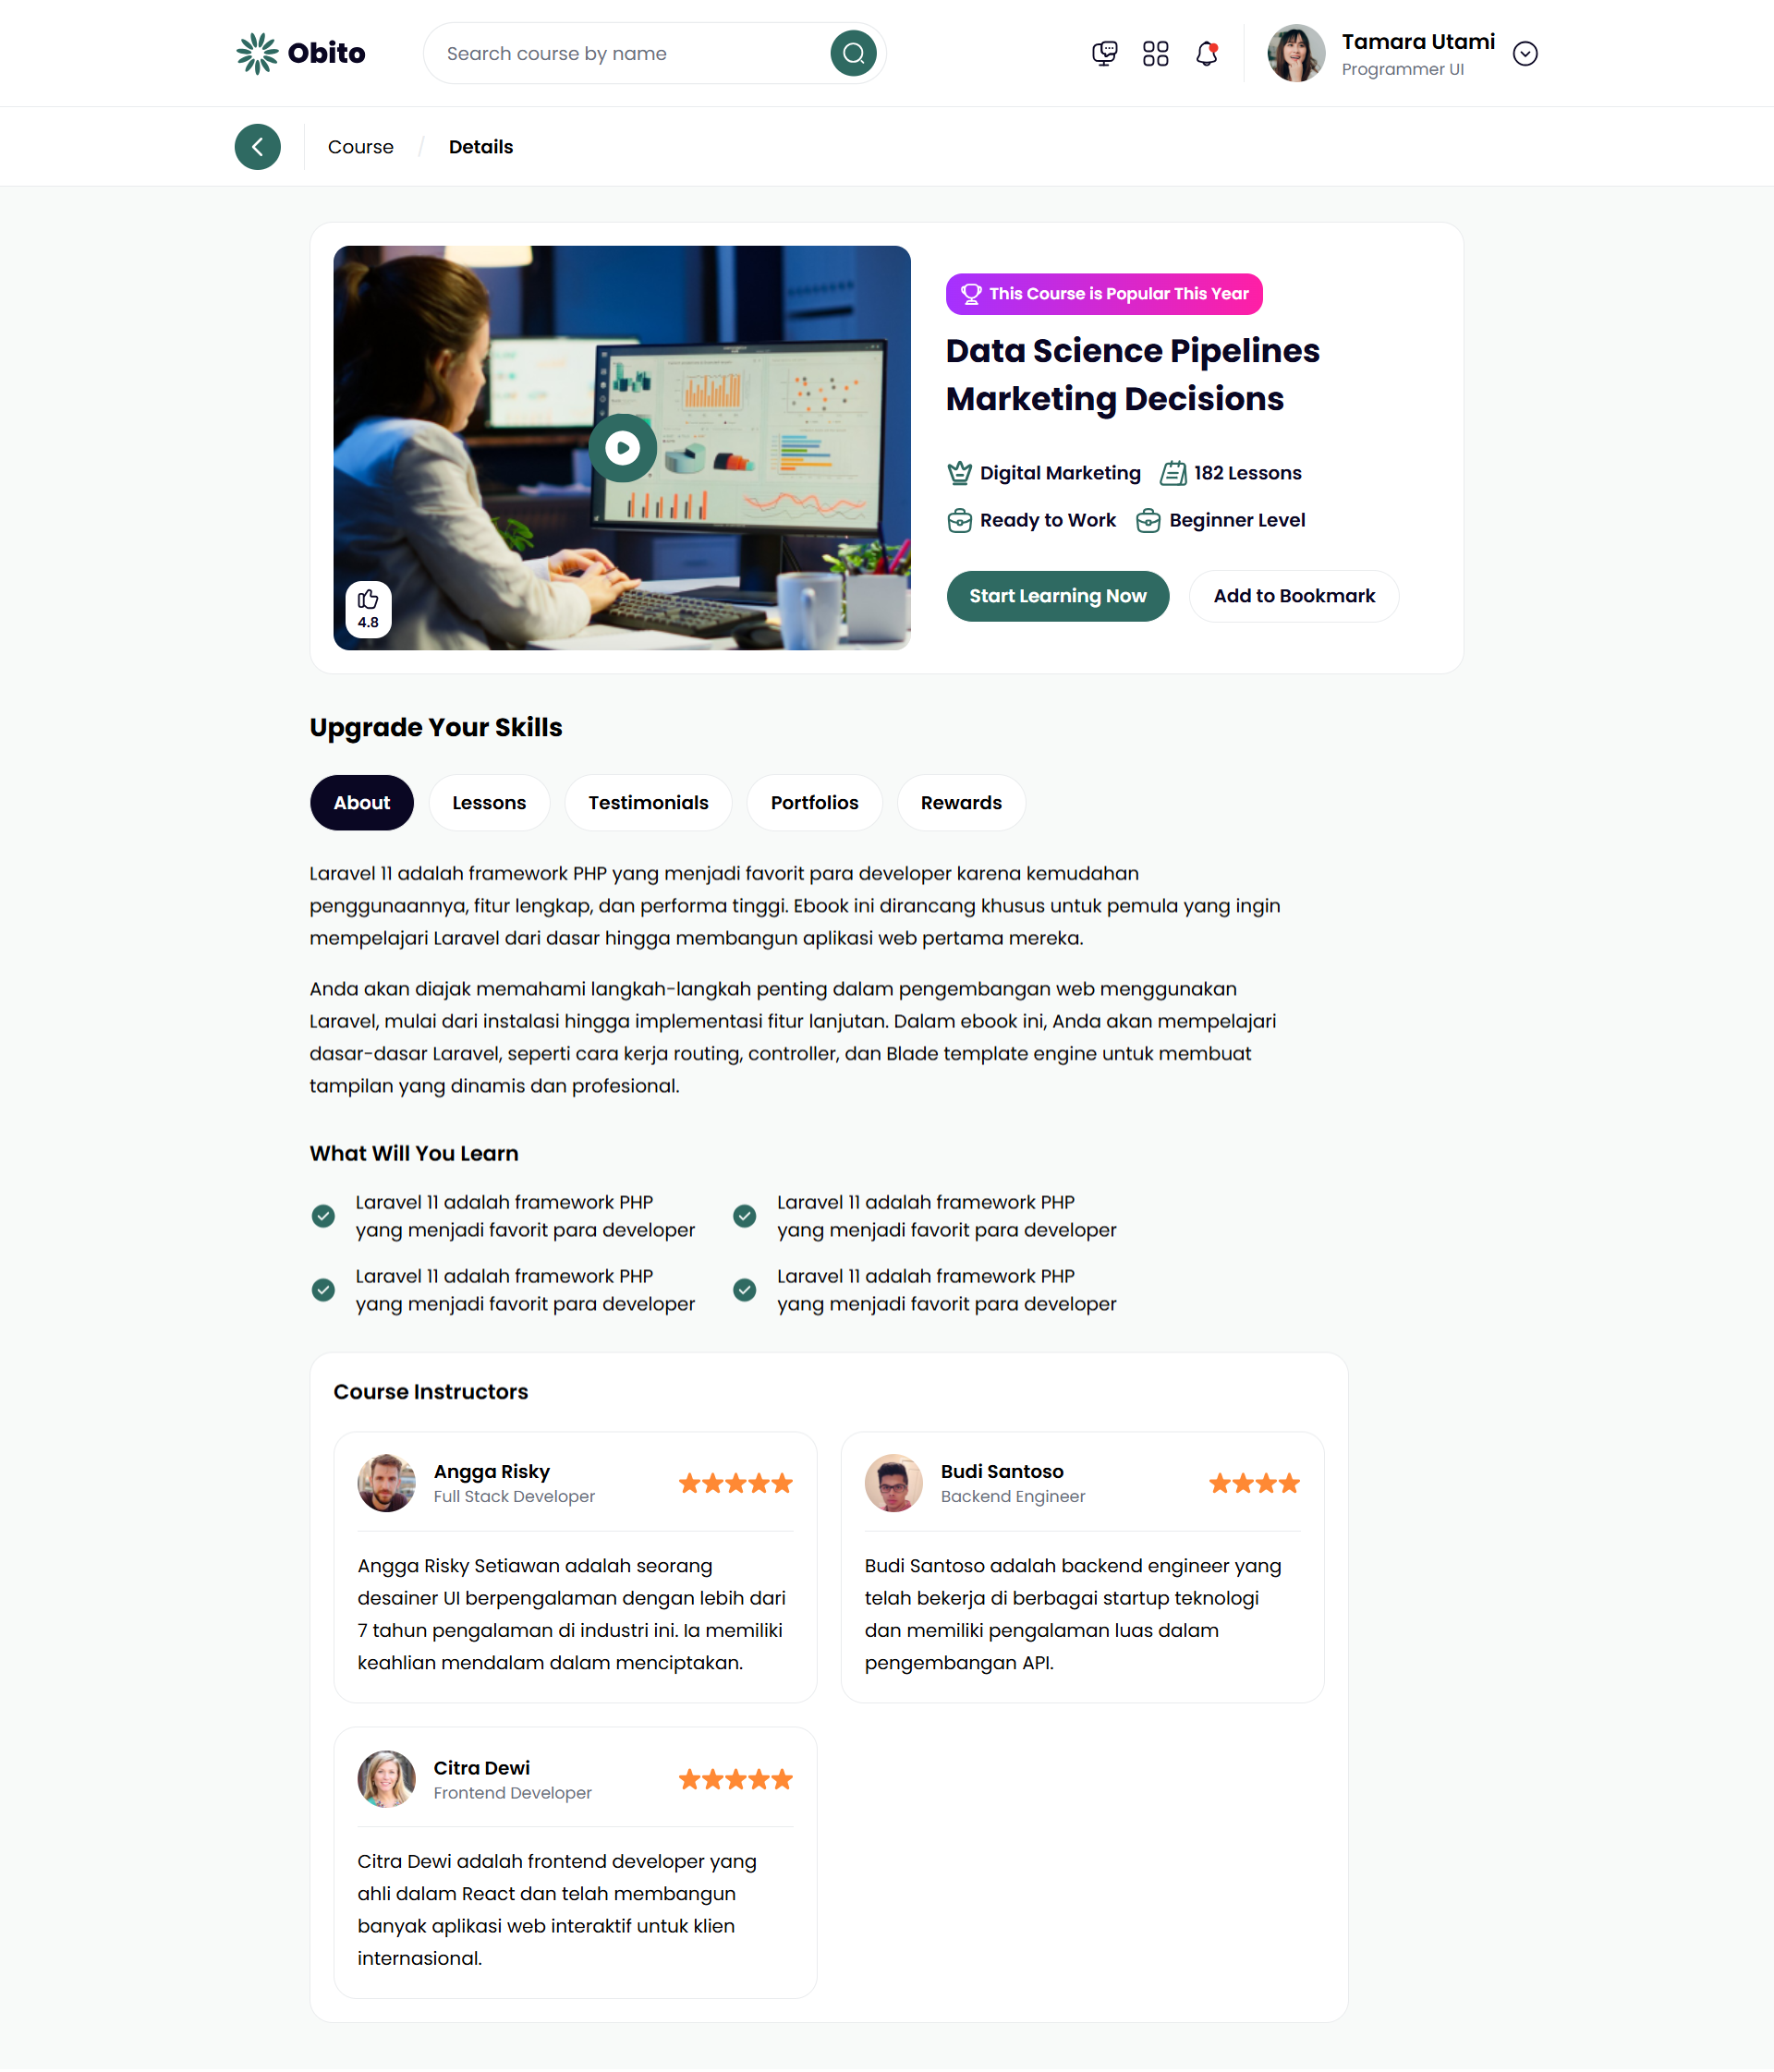 Obito
Search course by name
Tamara Utami
Programmer UI
Course / Details
This Course is Popular This Year
Data Science Pipelines
Marketing Decisions
Digital Marketing
182 Lessons
Ready to Work
Beginner Level
4.8
Start Learning Now
Add to Bookmark
Upgrade Your Skills
About
Lessons
Testimonials
Portfolios
Rewards
Laravel 11 adalah framework PHP yang menjadi favorit para developer karena kemudahan
penggunaannya, fitur lengkap, dan performa tinggi. Ebook ini dirancang khusus untuk pemula yang ingin
mempelajari Laravel dari dasar hingga membangun aplikasi web pertama mereka.
Anda akan diajak memahami langkah-langkah penting dalam pengembangan web menggunakan
Laravel, mulai dari instalasi hingga implementasi fitur lanjutan. Dalam ebook ini, Anda akan mempelajari
dasar-dasar Laravel, seperti cara kerja routing, controller, dan Blade template engine untuk membuat
tampilan yang dinamis dan profesional.
What Will You Learn
Laravel 11 adalah framework PHP
yang menjadi favorit para developer
Laravel 11 adalah framework PHP
yang menjadi favorit para developer
Laravel 11 adalah framework PHP
yang menjadi favorit para developer
Laravel 11 adalah framework PHP
yang menjadi favorit para developer
Course Instructors
Angga Risky
Full Stack Developer
Angga Risky Setiawan adalah seorang
desainer UI berpengalaman dengan lebih dari
7 tahun pengalaman di industri ini. Ia memiliki
keahlian mendalam dalam menciptakan.
Budi Santoso
Backend Engineer
Budi Santoso adalah backend engineer yang
telah bekerja di berbagai startup teknologi
dan memiliki pengalaman luas dalam
pengembangan API.
Citra Dewi
Frontend Developer
Citra Dewi adalah frontend developer yang
ahli dalam React dan telah membangun
banyak aplikasi web interaktif untuk klien
internasional.